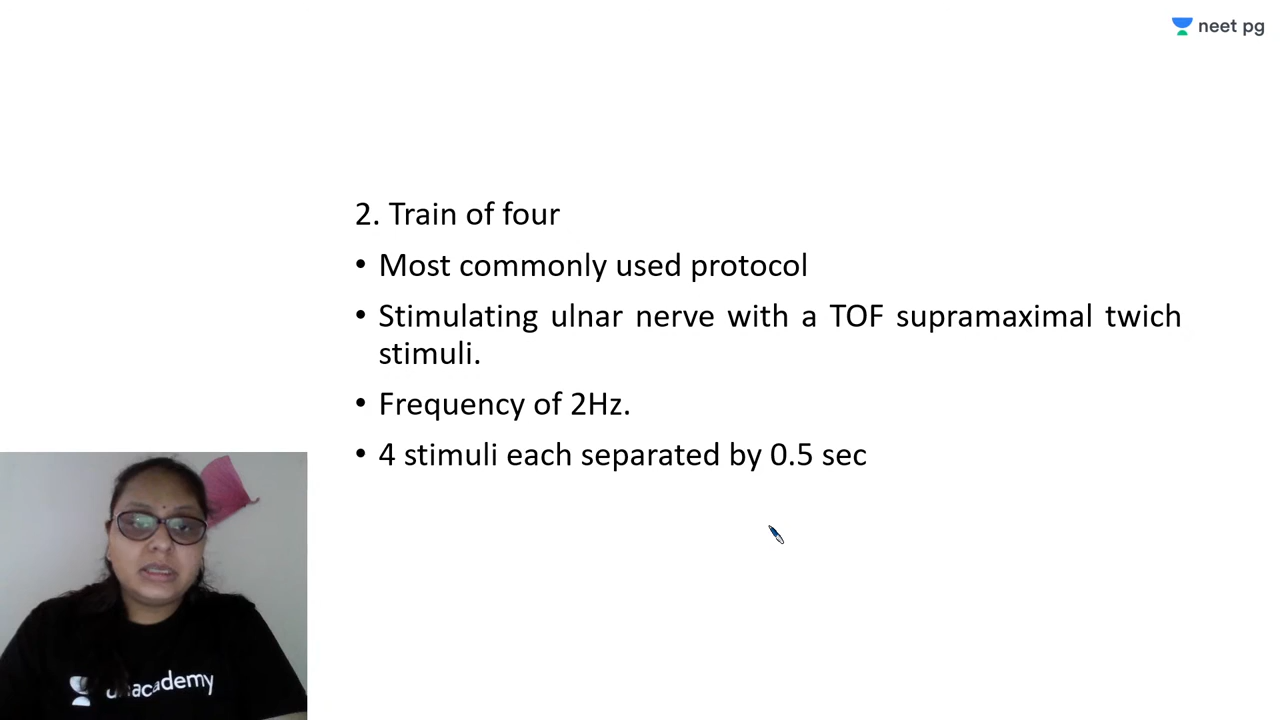 neet pg
2. Train of four
• Most commonly used protocol
• Stimulating ulnar nerve with a TOF supramaximal twich
stimuli.
• Frequency of 2Hz.
• 4 stimuli each separated by 0.5 sec
unacademy